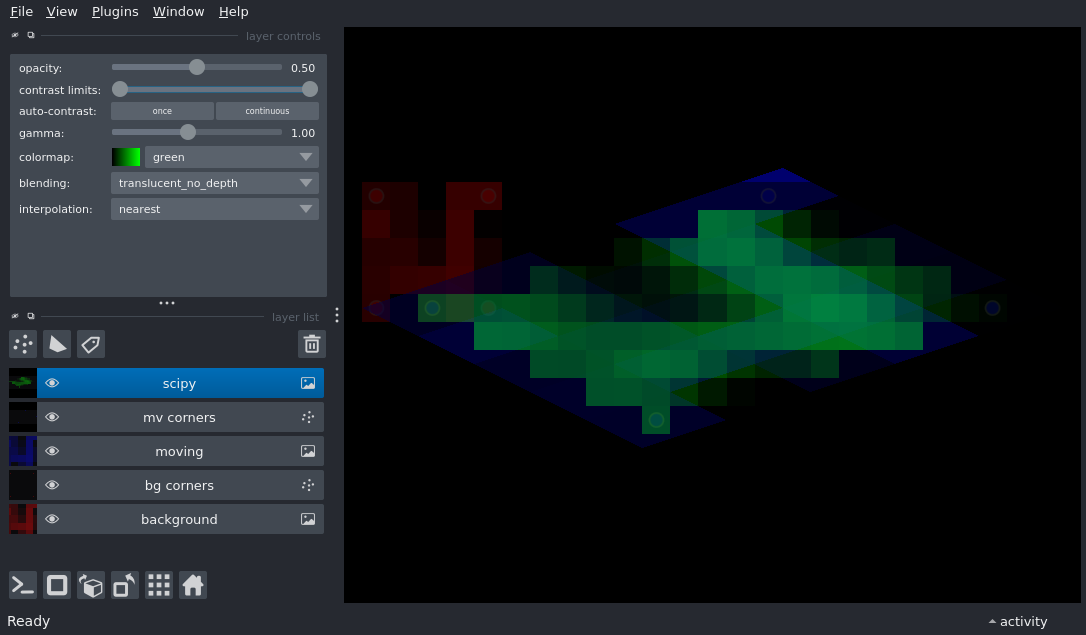 File View Plugins Window Help
layer controls
opacity: 0.50
contrast limits:
auto-contrast: once continuous
gamma: 1.00
colormap: green
blending: translucent_no_depth
interpolation: nearest
layer list
scipy
mv corners
moving
bg corners
background
Ready
activity